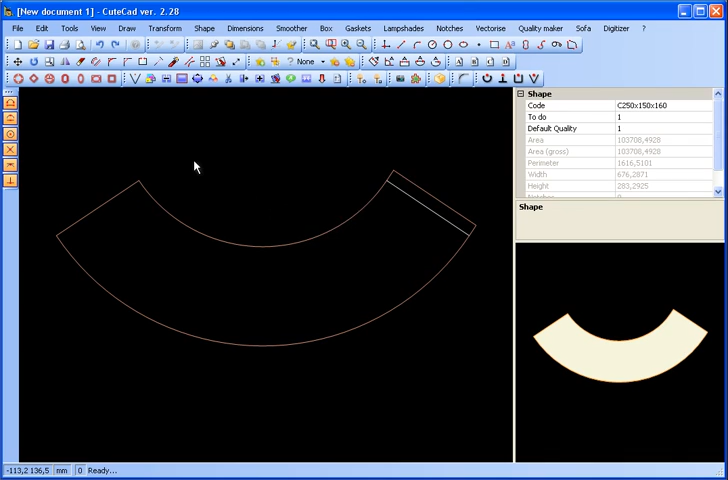 [New document 1] - CuteCad ver. 2.28
File Edit Tools View Draw Transform Shape Dimensions Smoother Box Gaskets Lampshades Notches Vectorise Quality maker Sofa Digitizer ?
None
A B C D
Shape
Code C250x150x160
To do 1
Default Quality 1
Area 103708,4928
Area (gross) 103708,4928
Perimeter 1616,5101
Width 676,2871
Height 283,2925
Notches 0
Shape
-113,2 136,5 mm 0 Ready...